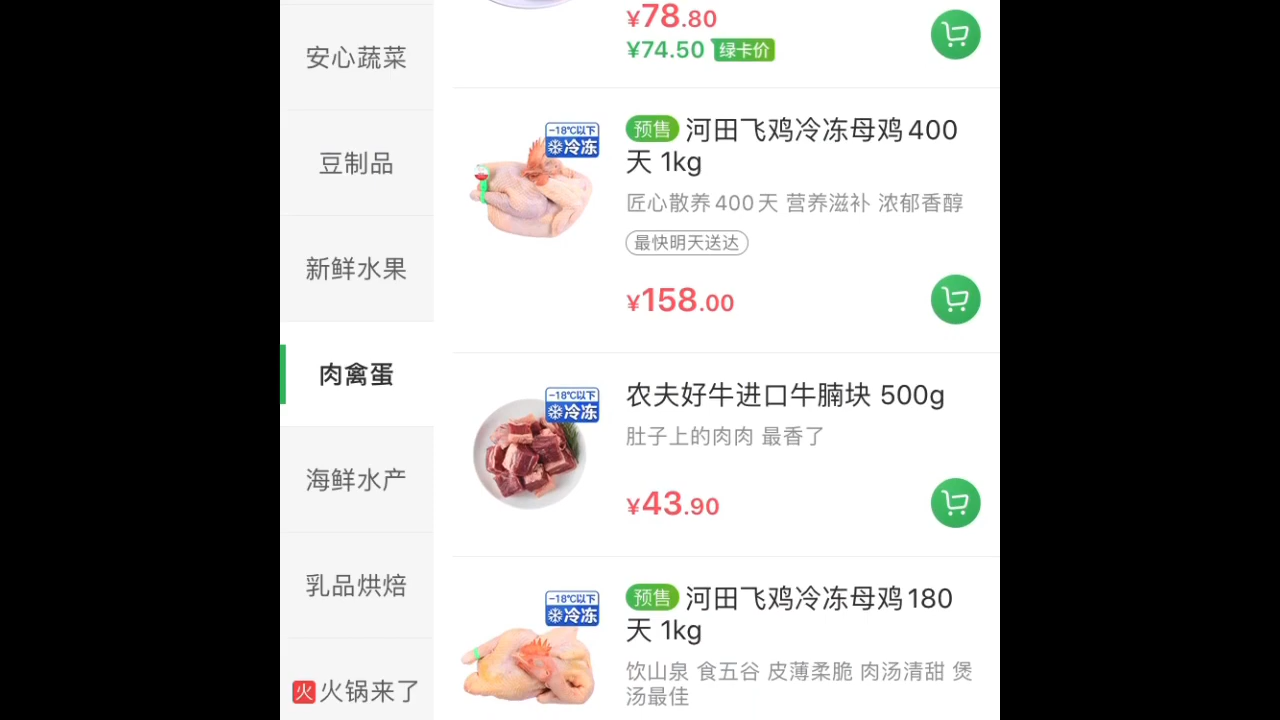 安心蔬菜
豆制品
新鲜水果
肉禽蛋
海鲜水产
乳品烘焙
火 火锅来了
¥78.80
¥74.50 绿卡价
-18℃以下
冷冻
预售 河田飞鸡冷冻母鸡400
天 1kg
匠心散养400天 营养滋补 浓郁香醇
最快明天送达
¥158.00
-18℃以下
冷冻
农夫好牛进口牛腩块 500g
肚子上的肉肉 最香了
¥43.90
-18℃以下
冷冻
预售 河田飞鸡冷冻母鸡180
天 1kg
饮山泉 食五谷 皮薄柔脆 肉汤清甜 煲
汤最佳